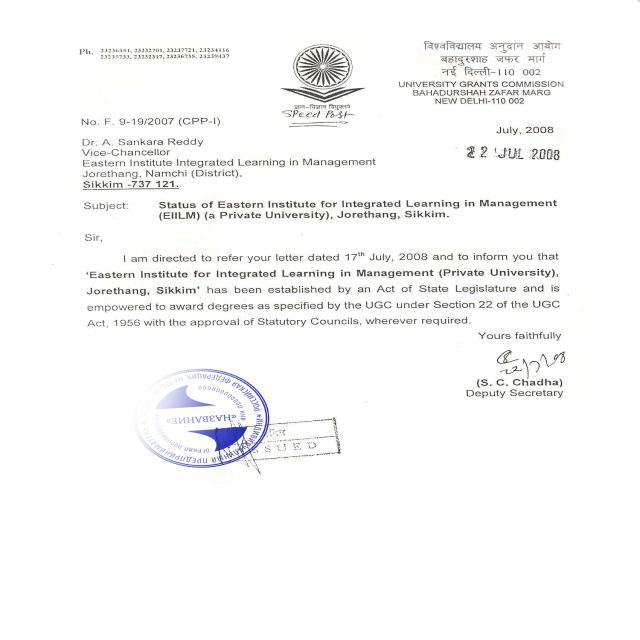 Ph. 23236351, 23232701, 23237721, 23234116
23235733, 23232317, 23236735, 23239437
विश्वविद्यालय अनुदान आयोग
बहादुरशाह जफर मार्ग
नई दिल्ली-110 002
UNIVERSITY GRANTS COMMISSION
BAHADURSHAH ZAFAR MARG
NEW DELHI-110 002
ज्ञान-विज्ञान विमुक्तये
Speed Post
No. F. 9-19/2007 (CPP-I)
July, 2008
22 JUL 2008
Dr. A. Sankara Reddy
Vice-Chancellor
Eastern Institute Integrated Learning in Management
Jorethang, Namchi (District),
Sikkim -737 121.
Subject: Status of Eastern Institute for Integrated Learning in Management
(EIILM) (a Private University), Jorethang, Sikkim.
Sir,
I am directed to refer your letter dated 17th July, 2008 and to inform you that
'Eastern Institute for Integrated Learning in Management (Private University),
Jorethang, Sikkim' has been established by an Act of State Legislature and is
empowered to award degrees as specified by the UGC under Section 22 of the UGC
Act, 1956 with the approval of Statutory Councils, wherever required.
Yours faithfully
22/7/08
(S. C. Chadha)
Deputy Secretary
РОССИЙСКАЯ ФЕДЕРАЦИЯ
«НАЗВАНИЕ»
ИНДИВИДУАЛЬНЫЙ ПРЕДПРИНИМАТЕЛЬ
SSUED